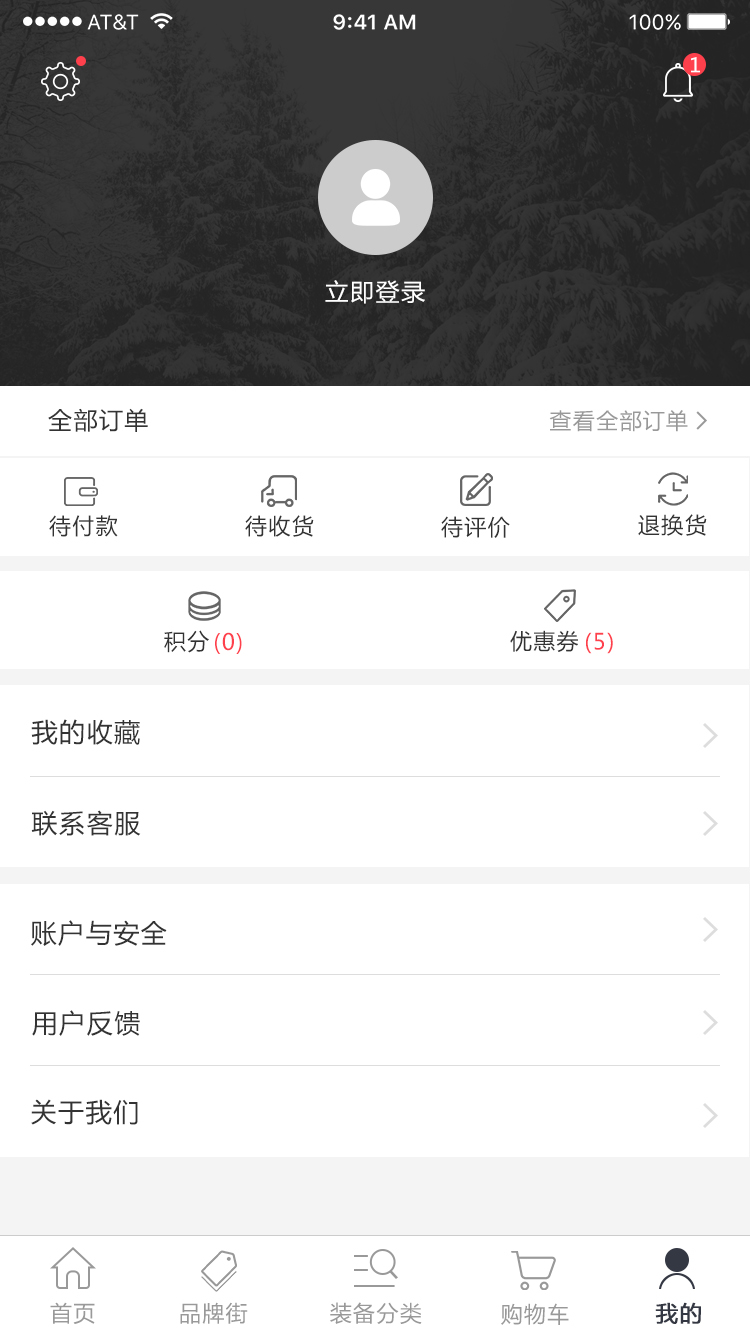 AT&T 9:41 AM 100%
1
立即登录
全部订单 查看全部订单
待付款 待收货 待评价 退换货
积分(0) 优惠券(5)
我的收藏
联系客服
账户与安全
用户反馈
关于我们
首页 品牌街 装备分类 购物车 我的